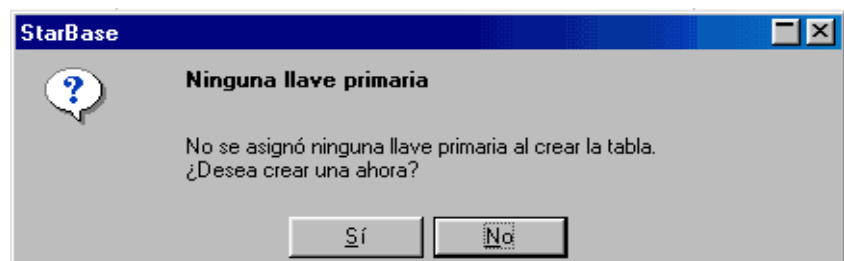 StarBase
Ninguna llave primaria
No se asignó ninguna llave primaria al crear la tabla.
¿Desea crear una ahora?
Sí No